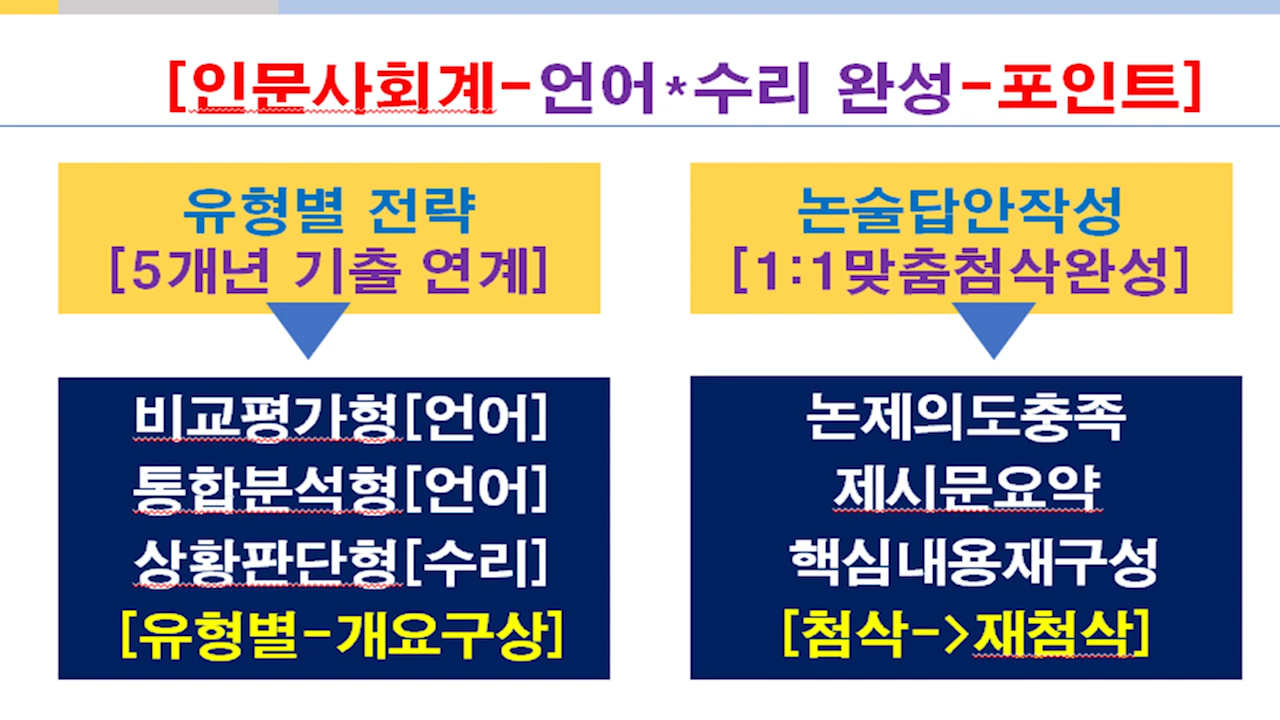 [인문사회계-언어*수리 완성-포인트]
유형별 전략
[5개년 기출 연계]
비교평가형[언어]
통합분석형[언어]
상황판단형[수리]
[유형별-개요구상]
논술답안작성
[1:1맞춤첨삭완성]
논제의도충족
제시문요약
핵심내용재구성
[첨삭->재첨삭]